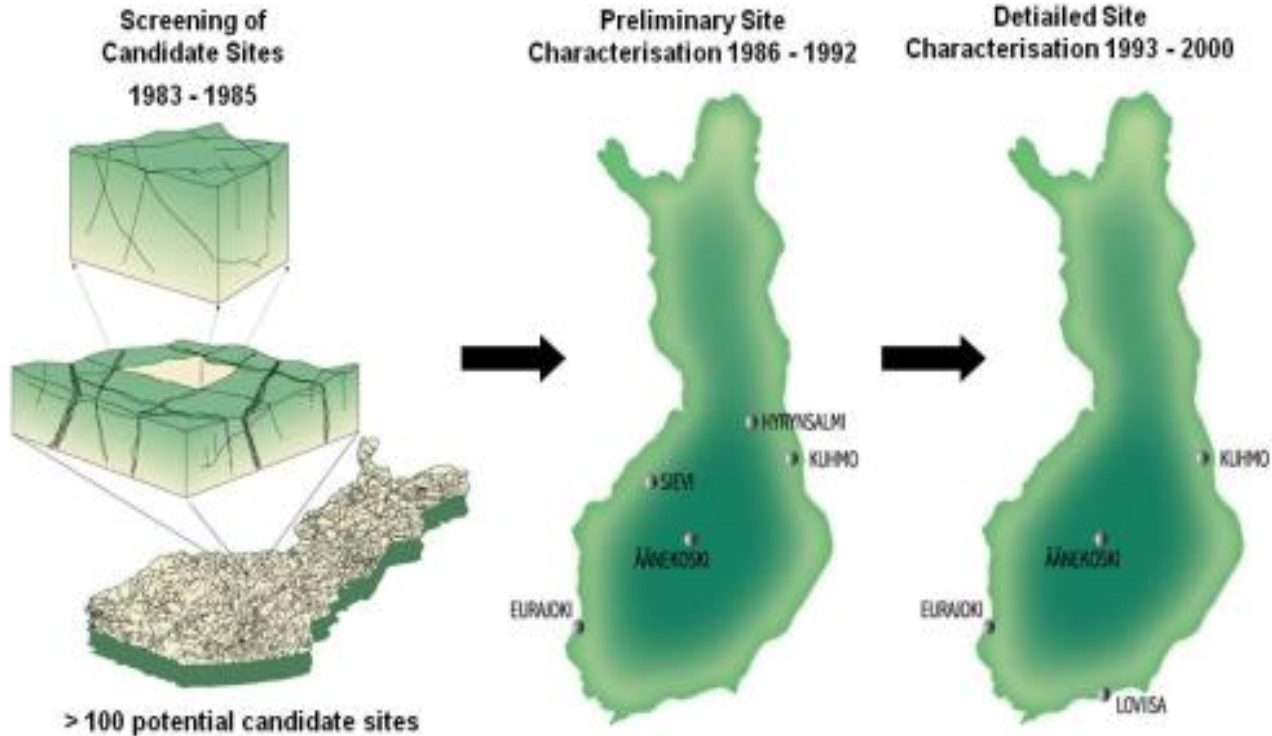 Screening of
Candidate Sites
1983 - 1985
> 100 potential candidate sites
Preliminary Site
Characterisation 1986 - 1992
HYRYNSALMI
KUHMO
SIEVI
ÄÄNEKOSKI
EURAJOKI
Detiailed Site
Characterisation 1993 - 2000
KUHMO
ÄÄNEKOSKI
EURAJOKI
LOVIISA